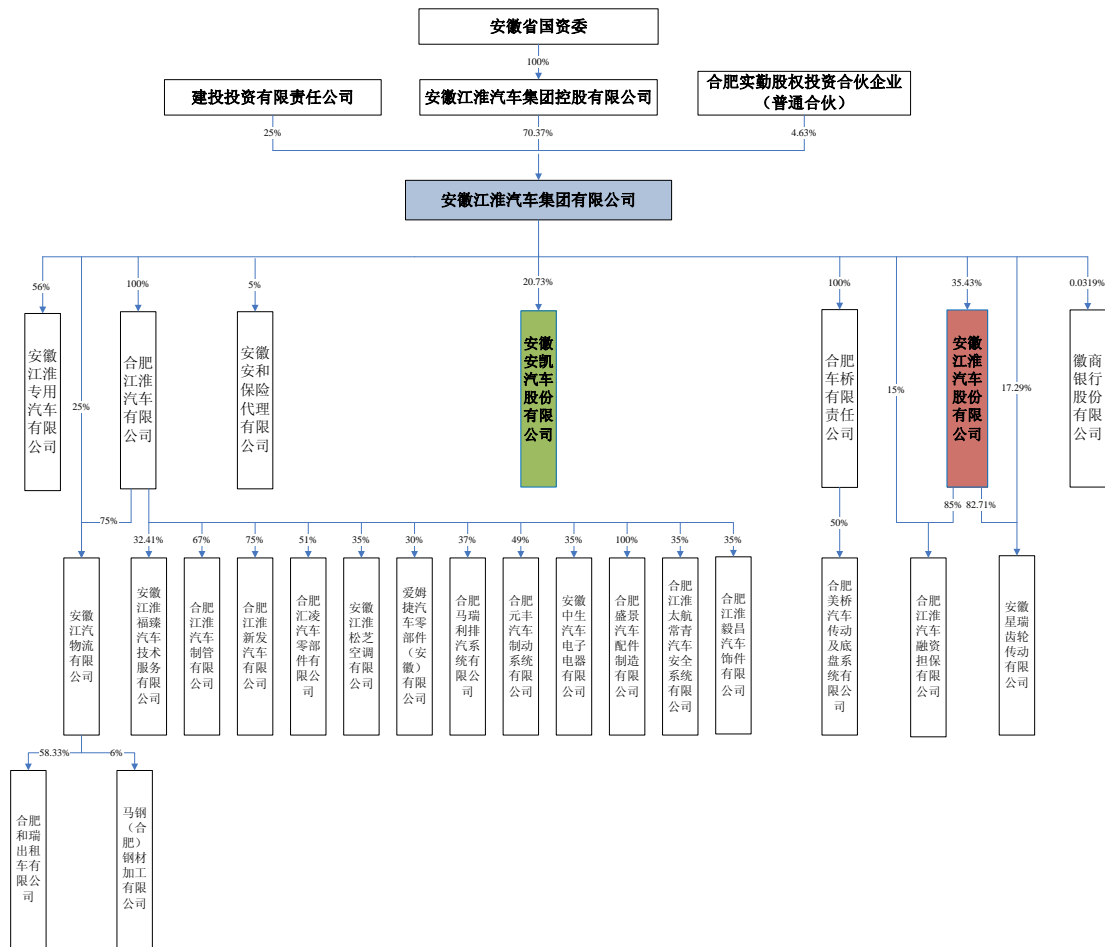 安徽省国资委
100%
建投投资有限责任公司
安徽江淮汽车集团控股有限公司
合肥实勤股权投资合伙企业
（普通合伙）
25%
70.37%
4.63%
安徽江淮汽车集团有限公司
56%
100%
5%
20.73%
100%
35.43%
0.0319%
25%
15%
17.29%
安徽
江淮
专用
汽车
有限
公司
合肥
江淮
汽车
有限
公司
安徽
安和
保险
代理
有限
公司
安徽
安凯
汽车
股份
有限
公司
合肥
车桥
有限
责任
公司
安徽
江淮
汽车
股份
有限
公司
徽商
银行
股份
有限
公司
75%
32.41%
67%
75%
51%
35%
30%
37%
49%
35%
100%
35%
35%
50%
85%
82.71%
安徽
江汽
物流
有限
公司
安徽
江淮
福臻
汽车
技术
服务
有限
公司
合肥
江淮
汽车
制管
有限
公司
合肥
江淮
新发
汽车
有限
公司
合肥
汇凌
汽车
零部
件有
限公
司
安徽
江淮
松芝
空调
有限
公司
爱姆
捷汽
车零
部件
（安
徽）
有限
公司
合肥
马瑞
利排
汽系
统有
限公
司
合肥
元丰
汽车
制动
系统
有限
公司
安徽
中生
汽车
电子
电器
有限
公司
合肥
盛景
汽车
配件
制造
有限
公司
合肥
江淮
太航
常青
汽车
安全
系统
有限
公司
合肥
江淮
毅昌
汽车
饰件
有限
公司
合肥
美桥
汽车
传动
及底
盘系
统有
限公
司
合肥
江淮
汽车
融资
担保
有限
公司
安徽
星瑞
齿轮
传动
有限
公司
58.33%
6%
合肥
和瑞
出租
车有
限公
司
马钢
（合
肥）
钢材
加工
有限
公司